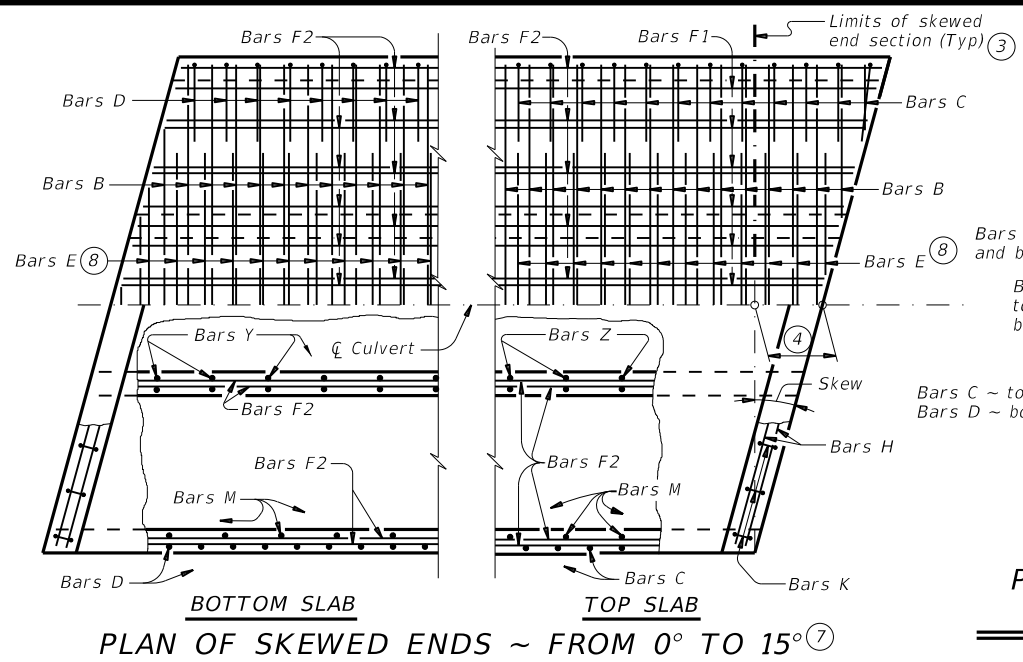 Bars F2
Bars F2
Bars F1
Limits of skewed
end section (Typ)
3
Bars D
Bars C
Bars B
Bars B
Bars E 8
Bars E 8
Bars
and b
B
to
b
Bars Y
℄ Culvert
Bars Z
4
Bars F2
Skew
Bars C ~ to
Bars D ~ bo
Bars H
Bars F2
Bars F2
Bars M
Bars M
Bars D
Bars C
Bars K
P
BOTTOM SLAB
TOP SLAB
PLAN OF SKEWED ENDS ~ FROM 0° TO 15° 7